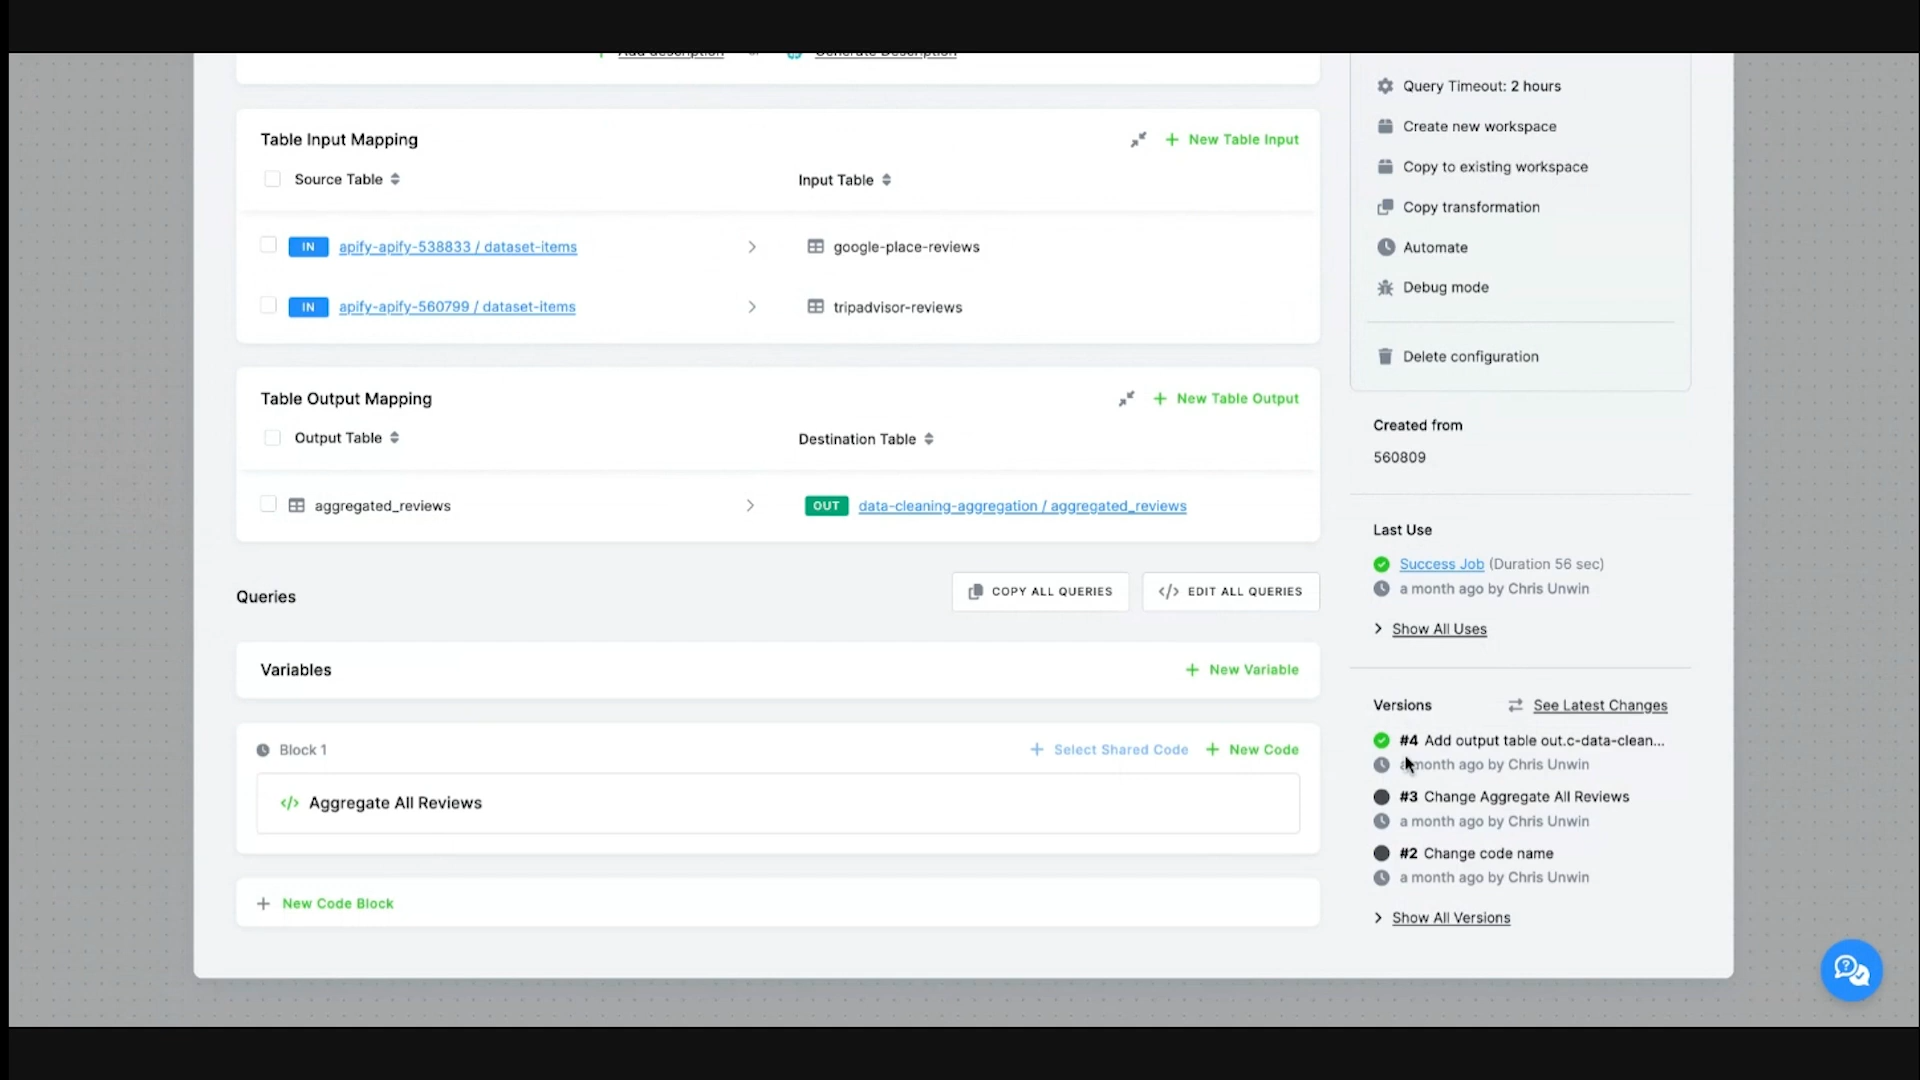 Add description or Generate Description
Table Input Mapping
+ New Table Input
Source Table
Input Table
IN apify-apify-538833 / dataset-items > google-place-reviews
IN apify-apify-560799 / dataset-items > tripadvisor-reviews
Table Output Mapping
+ New Table Output
Output Table
Destination Table
aggregated_reviews > OUT data-cleaning-aggregation / aggregated_reviews
Queries
COPY ALL QUERIES
</> EDIT ALL QUERIES
Variables
+ New Variable
Block 1
+ Select Shared Code
+ New Code
</> Aggregate All Reviews
+ New Code Block
Query Timeout: 2 hours
Create new workspace
Copy to existing workspace
Copy transformation
Automate
Debug mode
Delete configuration
Created from
560809
Last Use
Success Job (Duration 56 sec)
a month ago by Chris Unwin
> Show All Uses
Versions
See Latest Changes
#4 Add output table out.c-data-clean...
a month ago by Chris Unwin
#3 Change Aggregate All Reviews
a month ago by Chris Unwin
#2 Change code name
a month ago by Chris Unwin
> Show All Versions